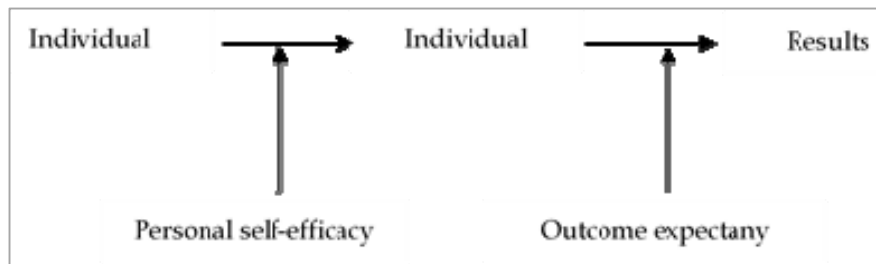 Individual Individual Results
Personal self-efficacy Outcome expectany